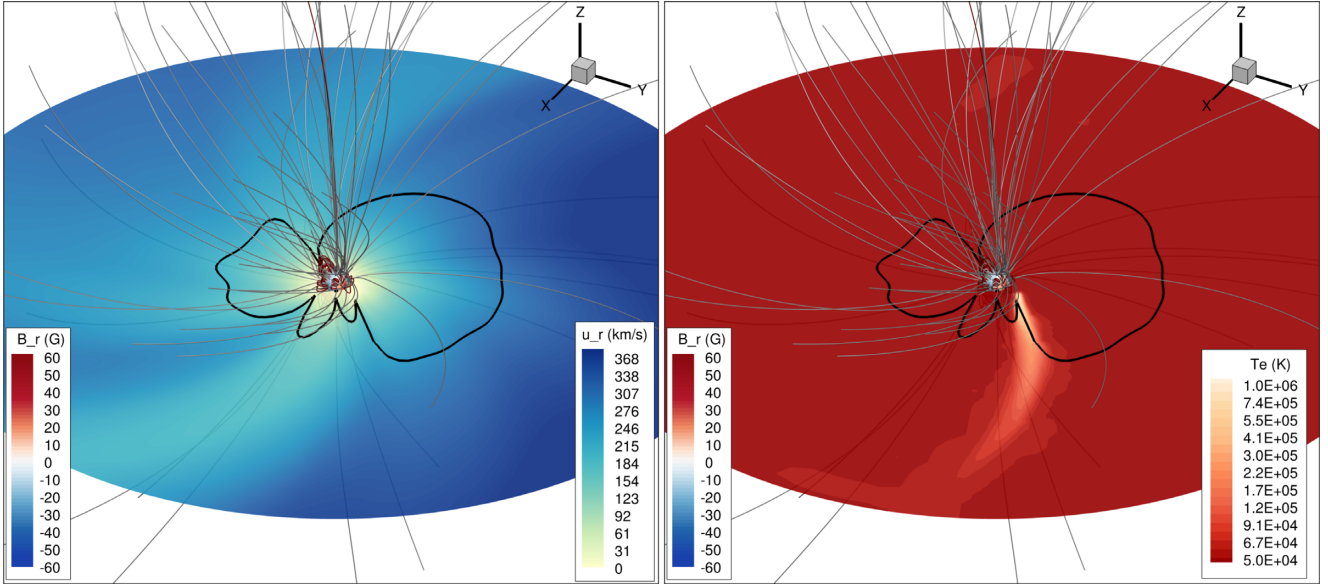 Z
X
Y
B_r (G)
60
50
40
30
20
10
0
-10
-20
-30
-40
-50
-60
u_r (km/s)
368
338
307
276
246
215
184
154
123
92
61
31
0
Z
X
Y
B_r (G)
60
50
40
30
20
10
0
-10
-20
-30
-40
-50
-60
Te (K)
1.0E+06
7.4E+05
5.5E+05
4.1E+05
3.0E+05
2.2E+05
1.7E+05
1.2E+05
9.1E+04
6.7E+04
5.0E+04